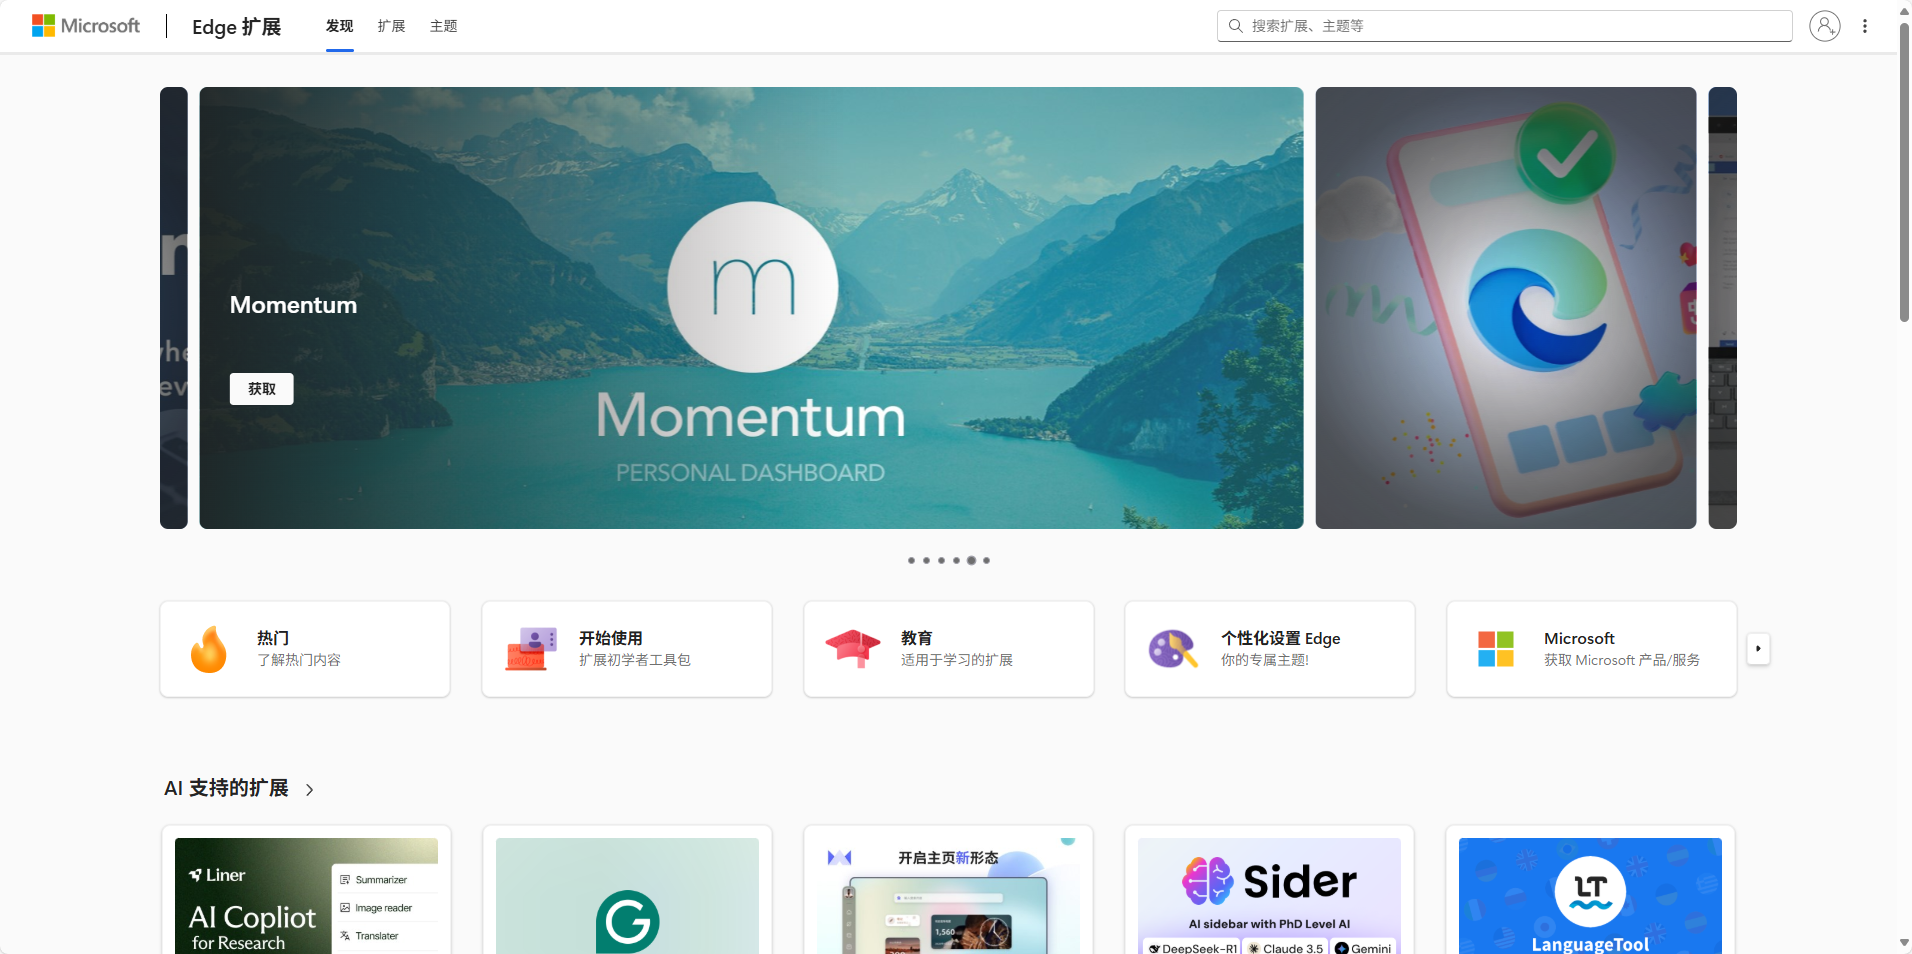 Microsoft
Edge 扩展
发现
扩展
主题
搜索扩展、主题等
Momentum
获取
Momentum
PERSONAL DASHBOARD
热门
了解热门内容
开始使用
扩展初学者工具包
教育
适用于学习的扩展
个性化设置 Edge
你的专属主题!
Microsoft
获取 Microsoft 产品/服务
AI 支持的扩展
Liner
AI Copliot
for Research
Summarizer
Image reader
Translater
开启主页新形态
1,560
Sider
AI sidebar with PhD Level AI
DeepSeek-R1
Claude 3.5
Gemini
LT
LanguageTool